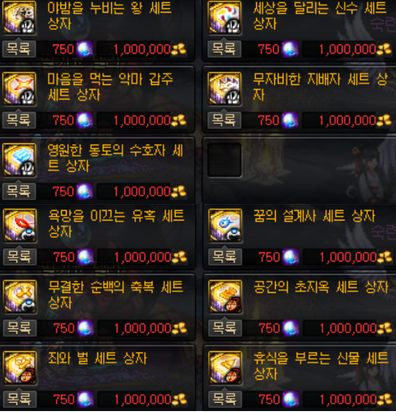 야밤을 누비는 왕 세트
상자
목록 750 1,000,000
세상을 달리는 신수 세트
상자
목록 750 1,000,000
마음을 먹는 악마 갑주
세트 상자
목록 750 1,000,000
무자비한 지배자 세트 상
자
목록 750 1,000,000
영원한 동토의 수호자 세
트 상자
목록 750 1,000,000
욕망을 이끄는 유혹 세트
상자
목록 750 1,000,000
꿈의 설계사 세트 상자
목록 750 1,000,000
무결한 순백의 축복 세트
상자
목록 750 1,000,000
공간의 초지옥 세트 상자
목록 750 1,000,000
죄와 벌 세트 상자
목록 750 1,000,000
휴식을 부르는 신물 세트
상자
목록 750 1,000,000